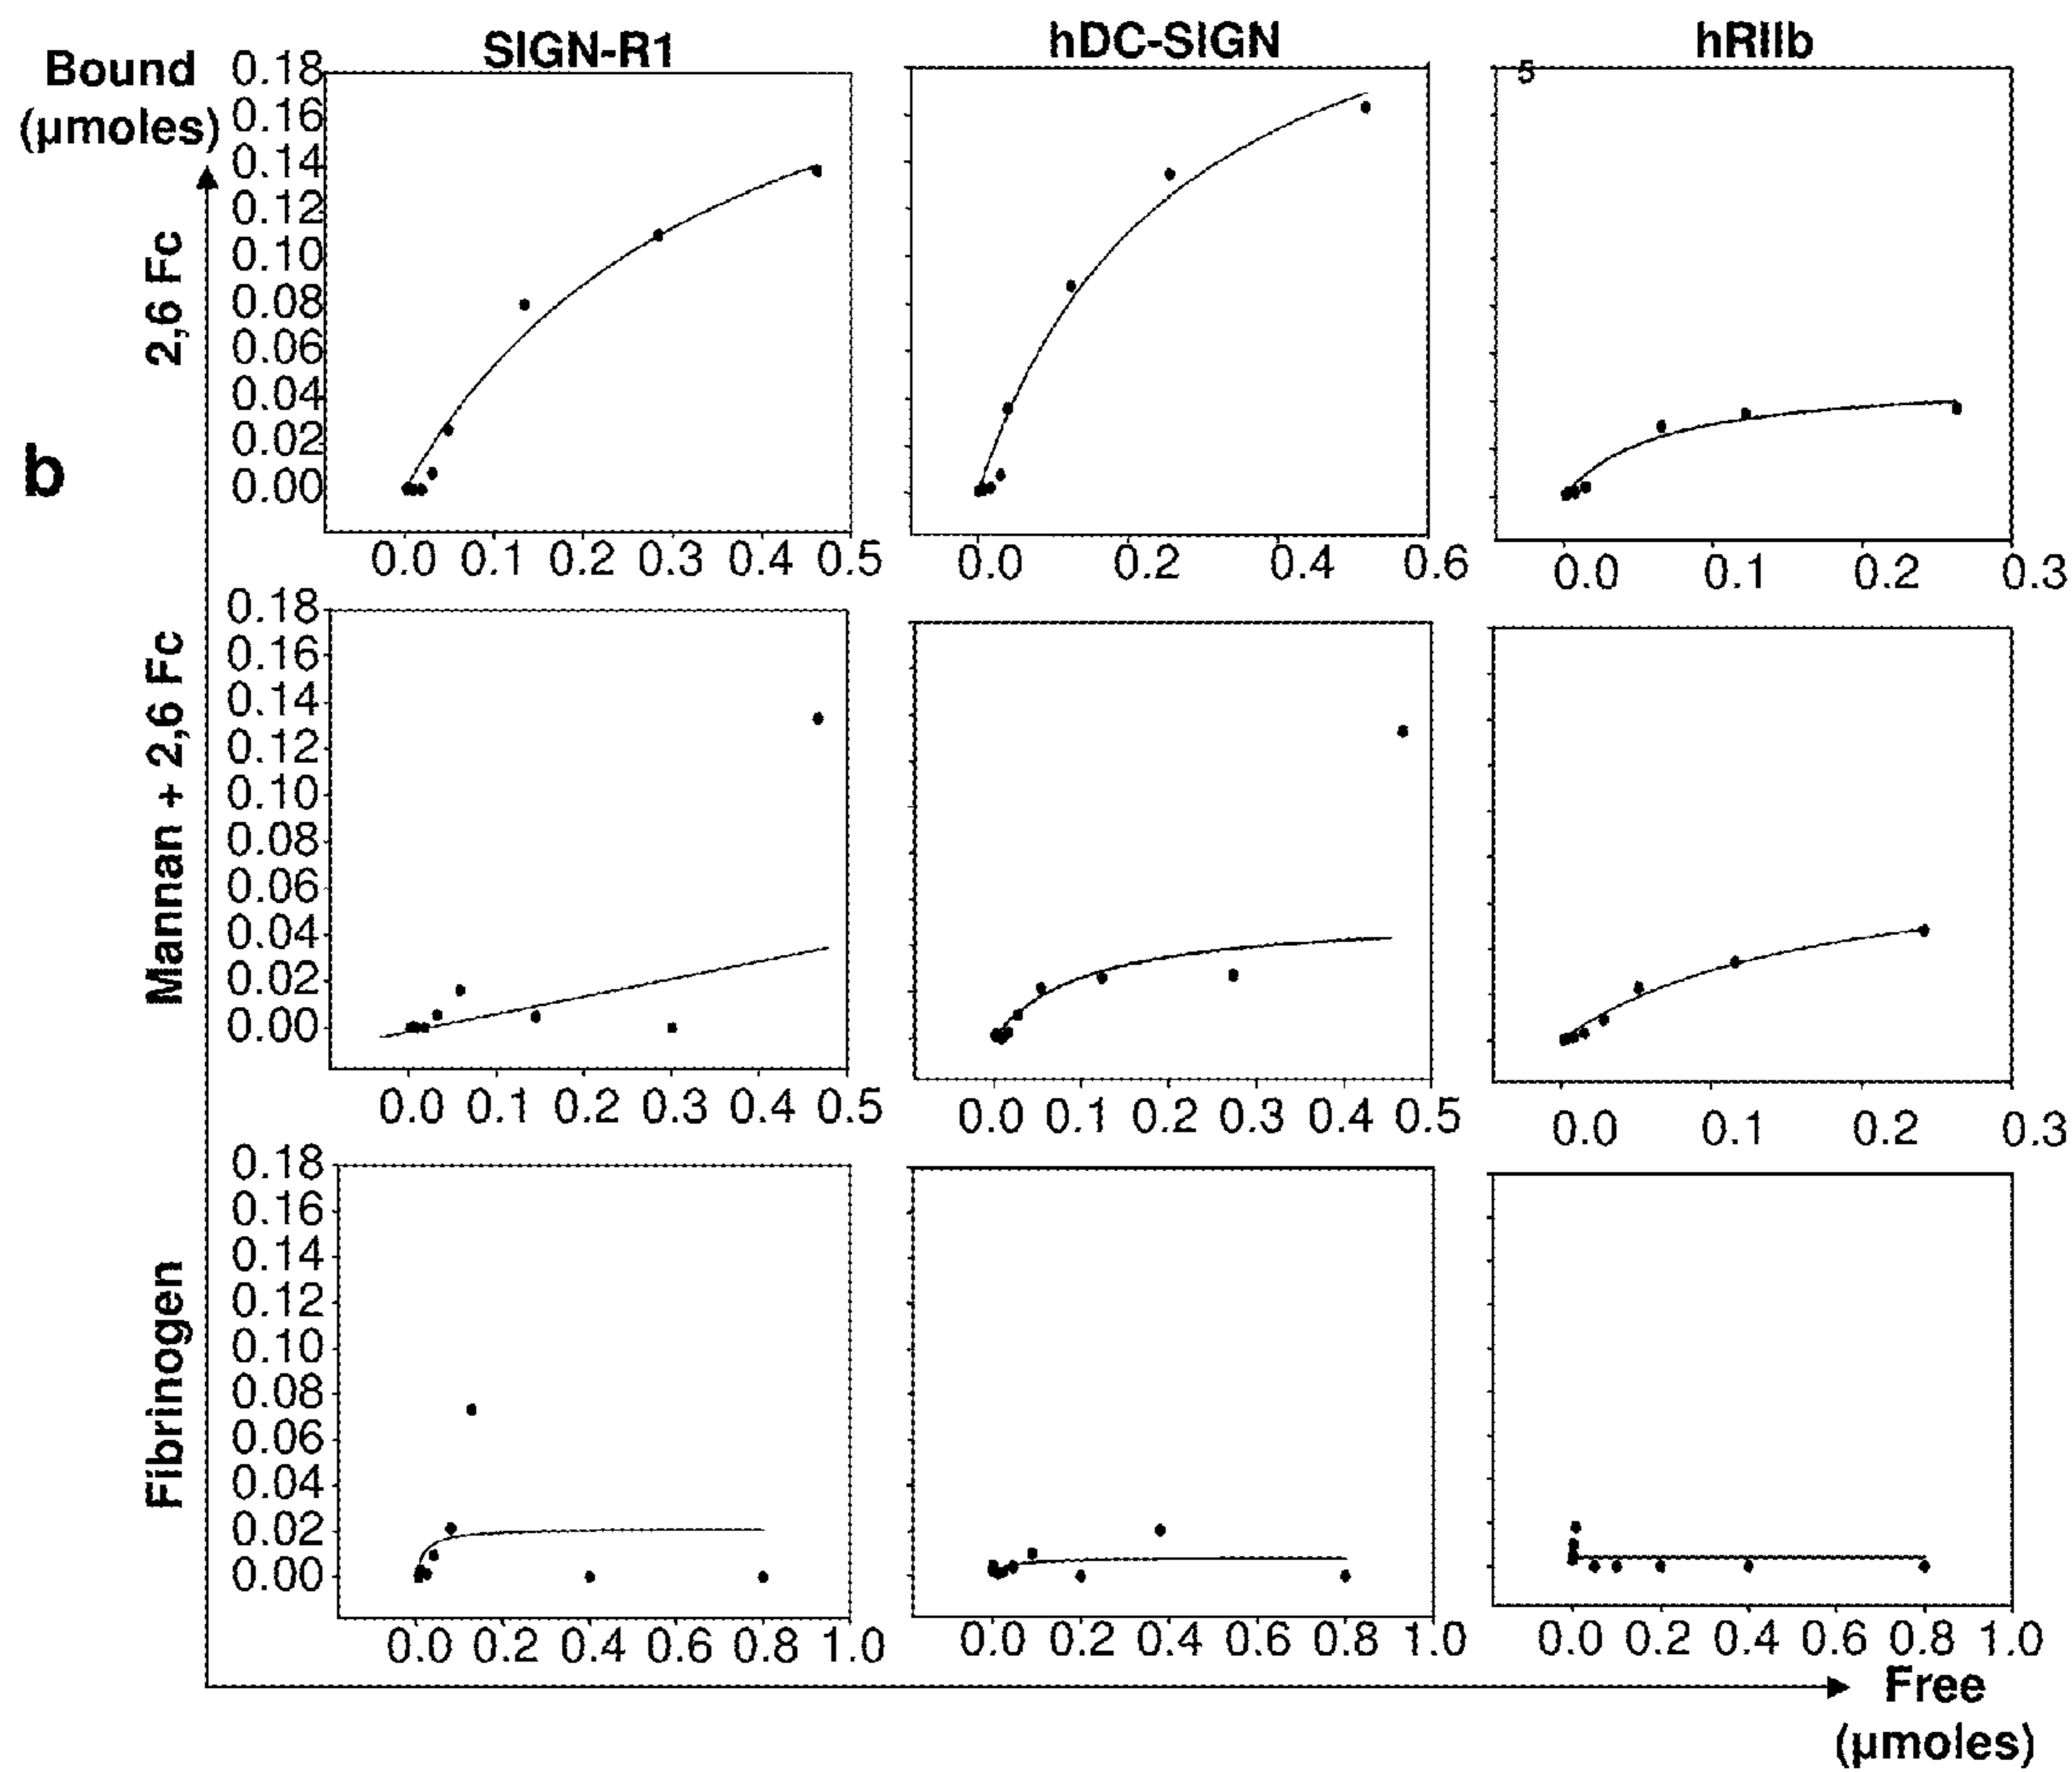 SIGN-R1 hDC-SIGN hRIIb
Bound
(µmoles)
5
b
2,6 Fc
0.18
0.16
0.14
0.12
0.10
0.08
0.06
0.04
0.02
0.00
0.0 0.1 0.2 0.3 0.4 0.5
0.0 0.2 0.4 0.6
0.0 0.1 0.2 0.3
Mannan + 2,6 Fc
0.18
0.16
0.14
0.12
0.10
0.08
0.06
0.04
0.02
0.00
0.0 0.1 0.2 0.3 0.4 0.5
0.0 0.1 0.2 0.3 0.4 0.5
0.0 0.1 0.2 0.3
Fibrinogen
0.18
0.16
0.14
0.12
0.10
0.08
0.06
0.04
0.02
0.00
0.0 0.2 0.4 0.6 0.8 1.0
0.0 0.2 0.4 0.6 0.8 1.0
0.0 0.2 0.4 0.6 0.8 1.0
Free
(µmoles)